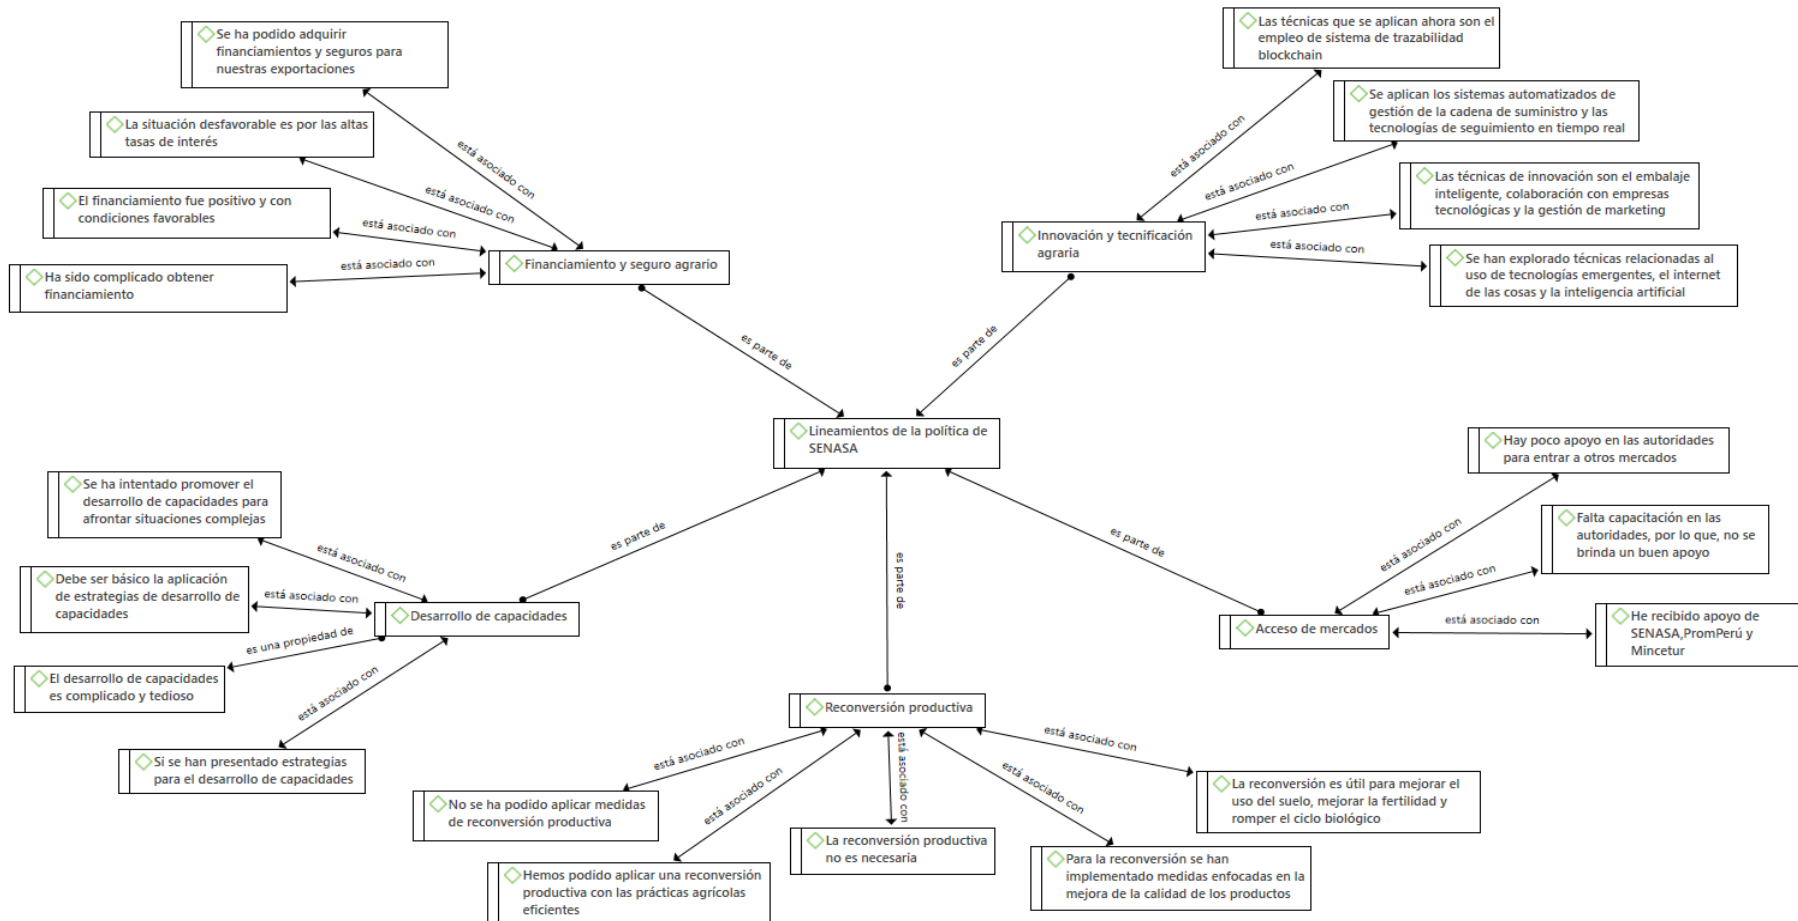 Se ha podido adquirir
financiamientos y seguros para
nuestras exportaciones
La situación desfavorable es por las altas
tasas de interés
El financiamiento fue positivo y con
condiciones favorables
Ha sido complicado obtener
financiamiento
está asociado con
está asociado con
está asociado con
está asociado con
Financiamiento y seguro agrario
es parte de
Las técnicas que se aplican ahora son el
empleo de sistema de trazabilidad
blockchain
Se aplican los sistemas automatizados de
gestión de la cadena de suministro y las
tecnologías de seguimiento en tiempo real
Las técnicas de innovación son el embalaje
inteligente, colaboración con empresas
tecnológicas y la gestión de marketing
Se han explorado técnicas relacionadas al
uso de tecnologías emergentes, el internet
de las cosas y la inteligencia artificial
está asociado con
está asociado con
está asociado con
está asociado con
Innovación y tecnificación
agraria
es parte de
Lineamientos de la política de
SENASA
Se ha intentado promover el
desarrollo de capacidades para
afrontar situaciones complejas
Debe ser básico la aplicación
de estrategias de desarrollo de
capacidades
El desarrollo de capacidades
es complicado y tedioso
Si se han presentado estrategias
para el desarrollo de capacidades
está asociado con
está asociado con
es una propiedad de
está asociado con
Desarrollo de capacidades
es parte de
es parte de
es parte de
Hay poco apoyo en las autoridades
para entrar a otros mercados
Falta capacitación en las
autoridades, por lo que, no se
brinda un buen apoyo
He recibido apoyo de
SENASA,PromPerú y
Mincetur
está asociado con
está asociado con
está asociado con
Acceso de mercados
Reconversión productiva
está asociado con
está asociado con
está asociado con
está asociado con
está asociado con
No se ha podido aplicar medidas
de reconversión productiva
Hemos podido aplicar una reconversión
productiva con las prácticas agrícolas
eficientes
La reconversión productiva
no es necesaria
Para la reconversión se han
implementado medidas enfocadas en la
mejora de la calidad de los productos
La reconversión es útil para mejorar el
uso del suelo, mejorar la fertilidad y
romper el ciclo biológico